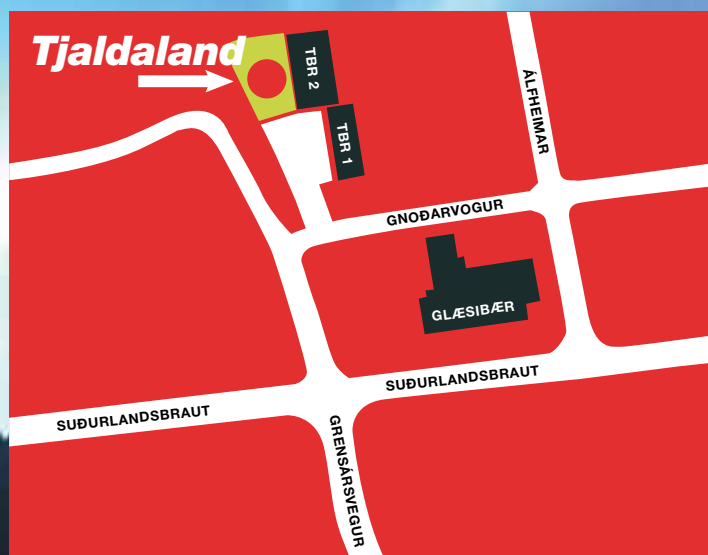 Tjaldaland
TBR 2
TBR 1
ÁLFHEIMAR
GNOÐARVOGUR
GLÆSIBÆR
SUÐURLANDSBRAUT
SUÐURLANDSBRAUT
GRENSÁSVEGUR